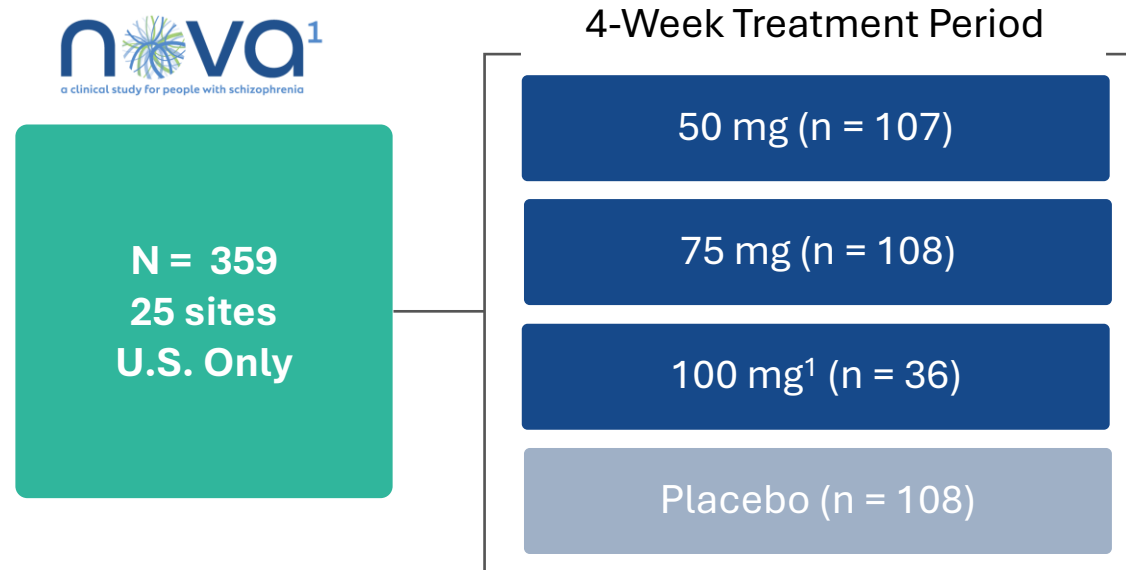 nova¹
a clinical study for people with schizophrenia
4-Week Treatment Period
N = 359
25 sites
U.S. Only
50 mg (n = 107)
75 mg (n = 108)
100 mg¹ (n = 36)
Placebo (n = 108)